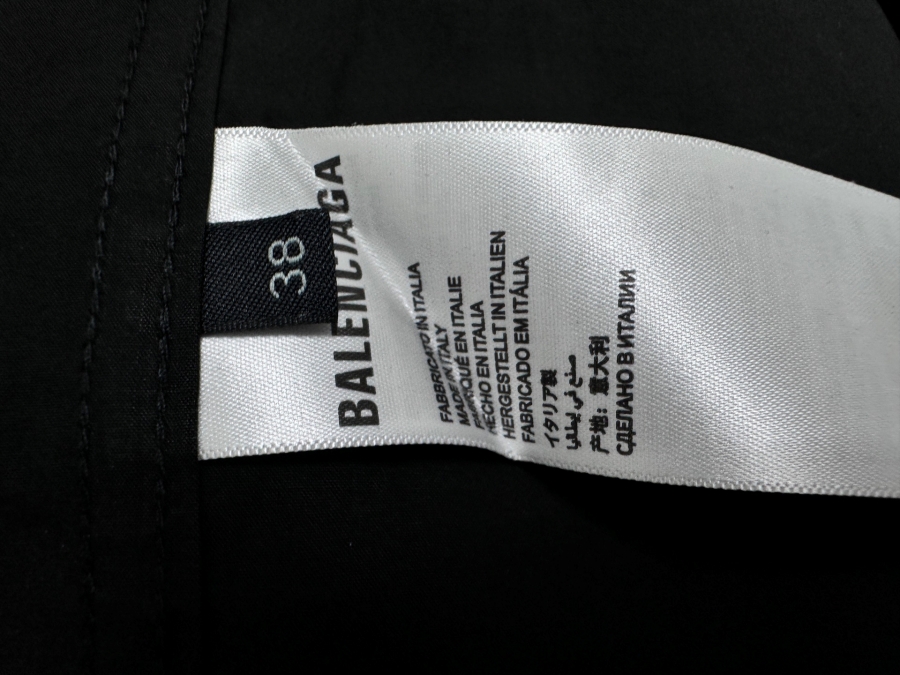 38
BALENCIAGA
FABBRICATO IN ITALIA
MADE IN ITALY
FABRIQUÉ EN ITALIE
HECHO EN ITALIA
HERGESTELLT IN ITALIEN
FABRICADO EM ITÁLIA
イタリア製
صنع في إيطاليا
产地：意大利
СДЕЛАНО В ИТАЛИИ